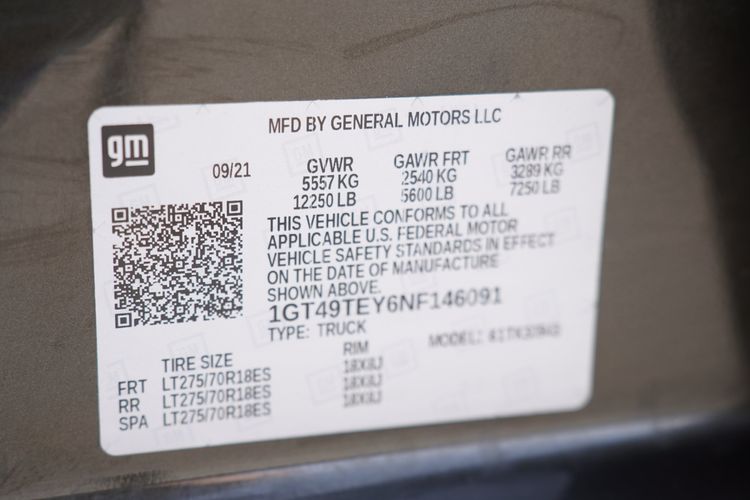 gm
MFD BY GENERAL MOTORS LLC
09/21
GVWR GAWR FRT GAWR RR
5557 KG 2540 KG 3289 KG
12250 LB 5600 LB 7250 LB
THIS VEHICLE CONFORMS TO ALL
APPLICABLE U.S. FEDERAL MOTOR
VEHICLE SAFETY STANDARDS IN EFFECT
ON THE DATE OF MANUFACTURE
SHOWN ABOVE.
1GT49TEY6NF146091
TYPE: TRUCK
MODEL:
TIRE SIZE RIM
FRT LT275/70R18ES 18X8J
RR LT275/70R18ES 18X8J
SPA LT275/70R18ES 18X8J